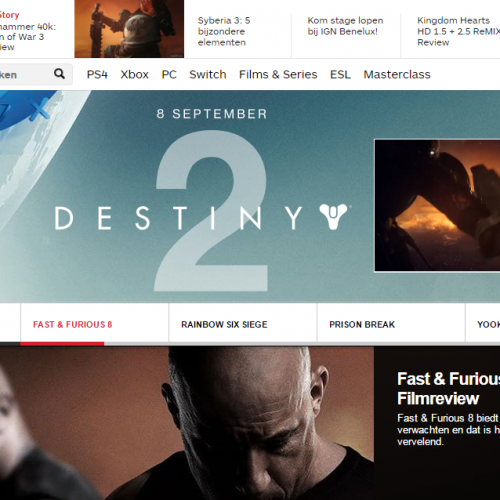 Story
hammer 40k:
n of War 3
view
Syberia 3: 5
bijzondere
elementen
Kom stage lopen
bij IGN Benelux!
Kingdom Hearts
HD 1.5 + 2.5 ReMIX
Review
ken
PS4 Xbox PC Switch Films & Series ESL Masterclass
8 SEPTEMBER
2
DESTINY
FAST & FURIOUS 8
RAINBOW SIX SIEGE
PRISON BREAK
YOOK
Fast & Furious
Filmreview
Fast & Furious 8 biedt
verwachten en dat is h
vervelend.